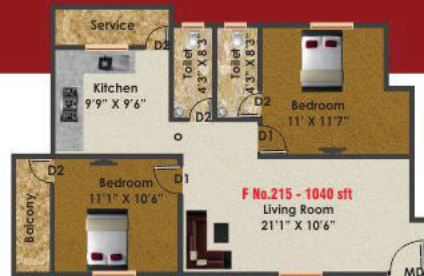 Service
D2
Toilet
4'3" X 8'3"
Toilet
4'3" X 8'3"
Kitchen
9'9" X 9'6"
D2
D2
Bedroom
11' X 11'7"
D1
D2
Bedroom
11'1" X 10'6"
D1
Balcony
F No.215 - 1040 sft
Living Room
21'1" X 10'6"
MD